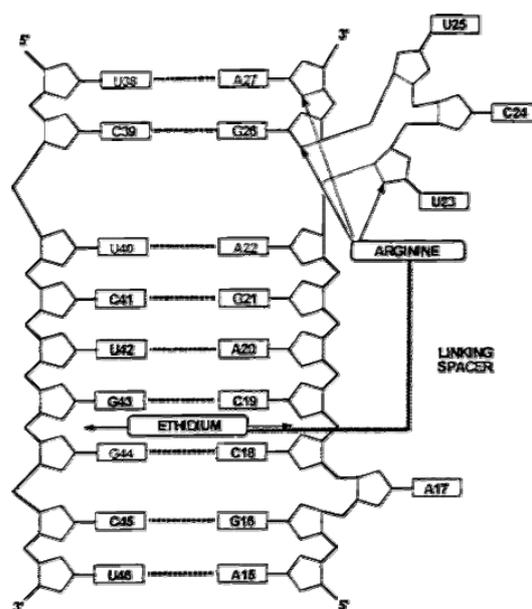 5' 3' U25
U38 A27
C24
C39 G26
U23
U40 A22 ARGININE
C41 G21
U42 A20 LINKING
SPACER
G43 C19
ETHIDIUM
G44 C18
A17
C45 G16
U46 A15
3' 5'